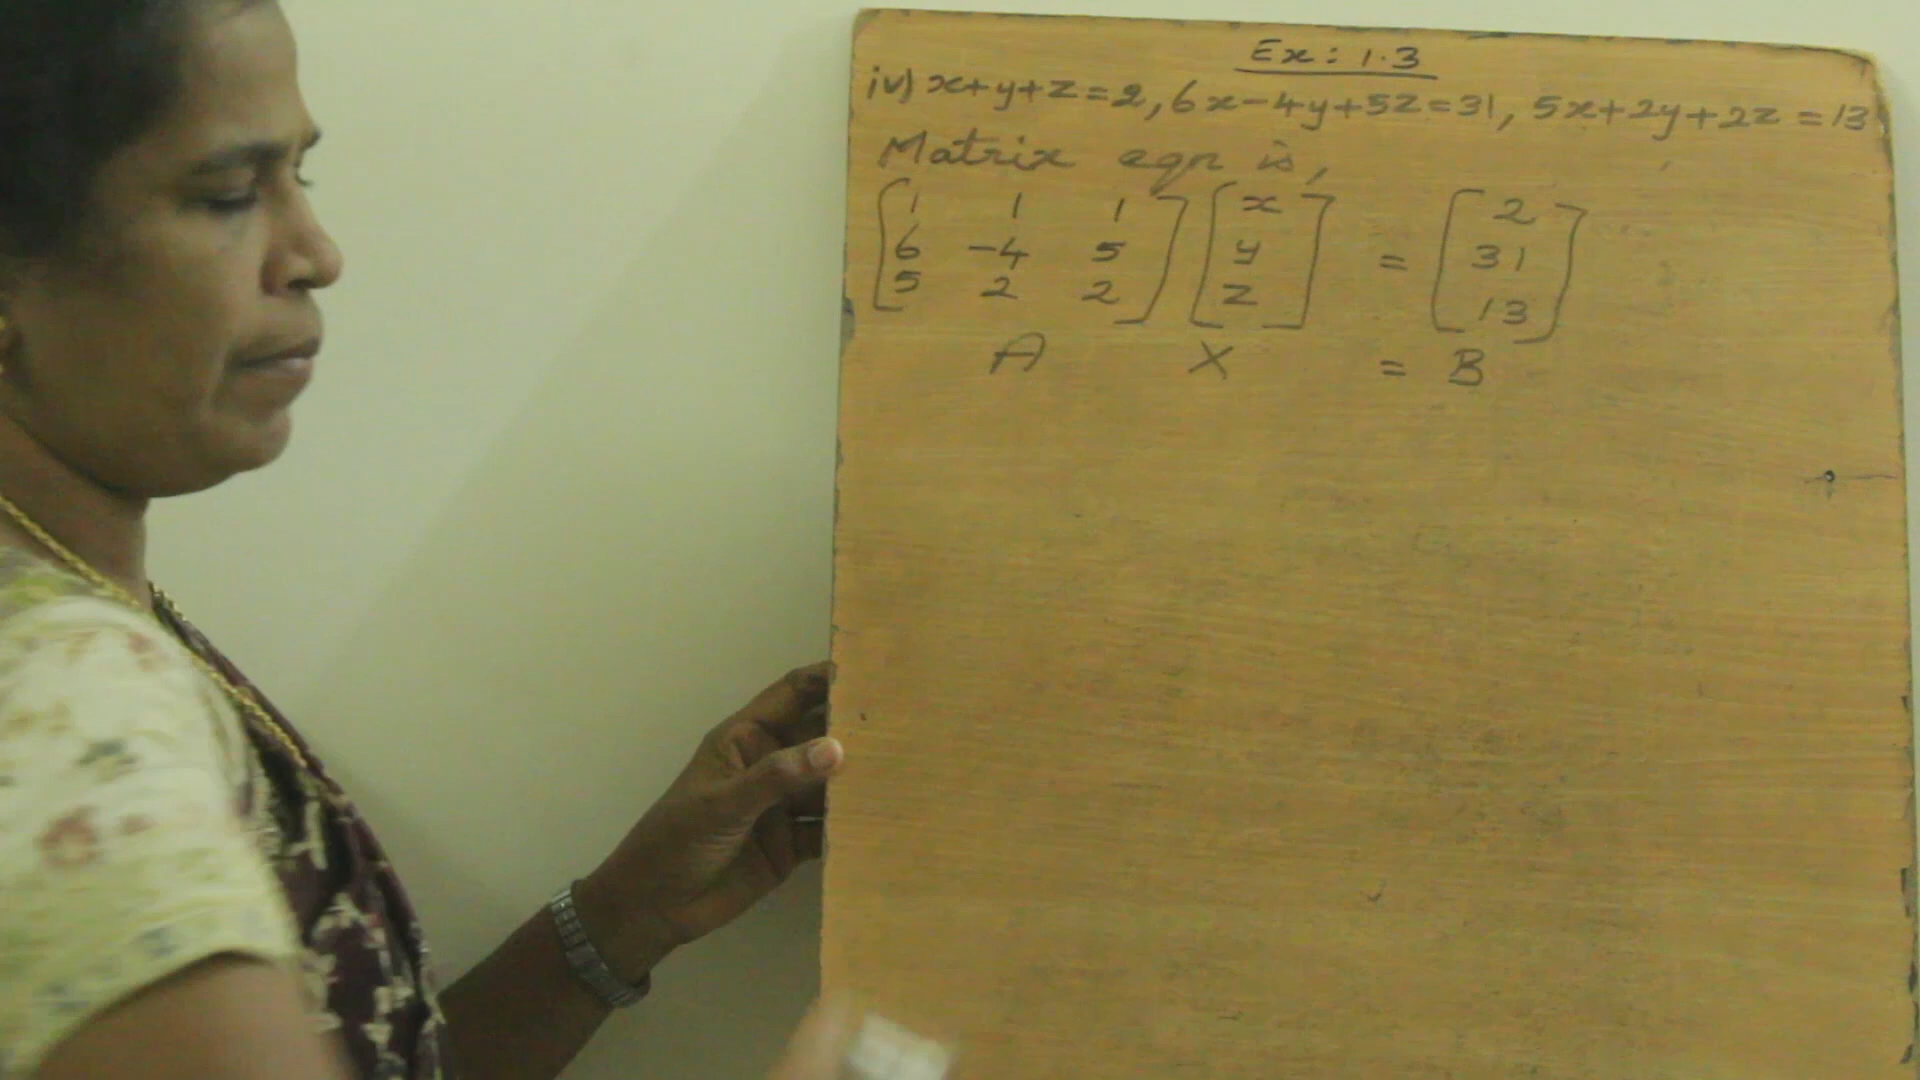 Ex: 1.3
iv) x+y+z=2, 6x-4y+5z=31, 5x+2y+2z=13
Matrix eqn is,
[1 1 1] [x] [2]
[6 -4 5] [y] = [31]
[5 2 2] [z] [13]
A X = B